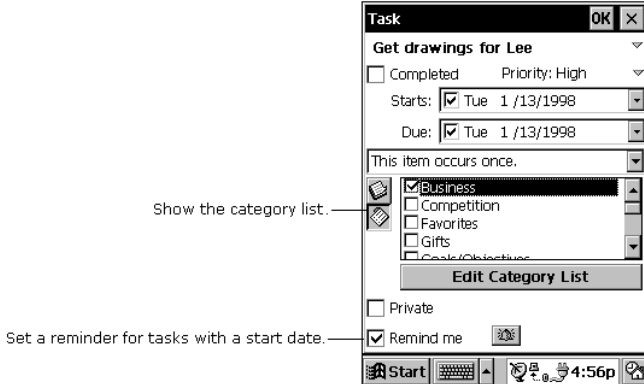 Task OK
Get drawings for Lee
Completed Priority: High
Starts: Tue 1 /13/1998
Due: Tue 1 /13/1998
This item occurs once.
Business
Show the category list.
Competition
Favorites
Gifts
Goals/Objectives
Edit Category List
Private
Set a reminder for tasks with a start date.
Remind me
Start 4:56p